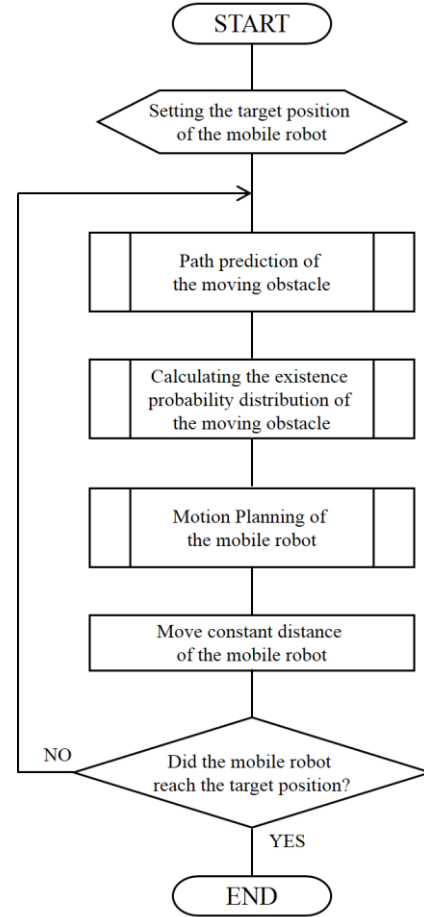 START
Setting the target position
of the mobile robot
Path prediction of
the moving obstacle
Calculating the existence
probability distribution of
the moving obstacle
Motion Planning of
the mobile robot
Move constant distance
of the mobile robot
Did the mobile robot
reach the target position?
NO
YES
END